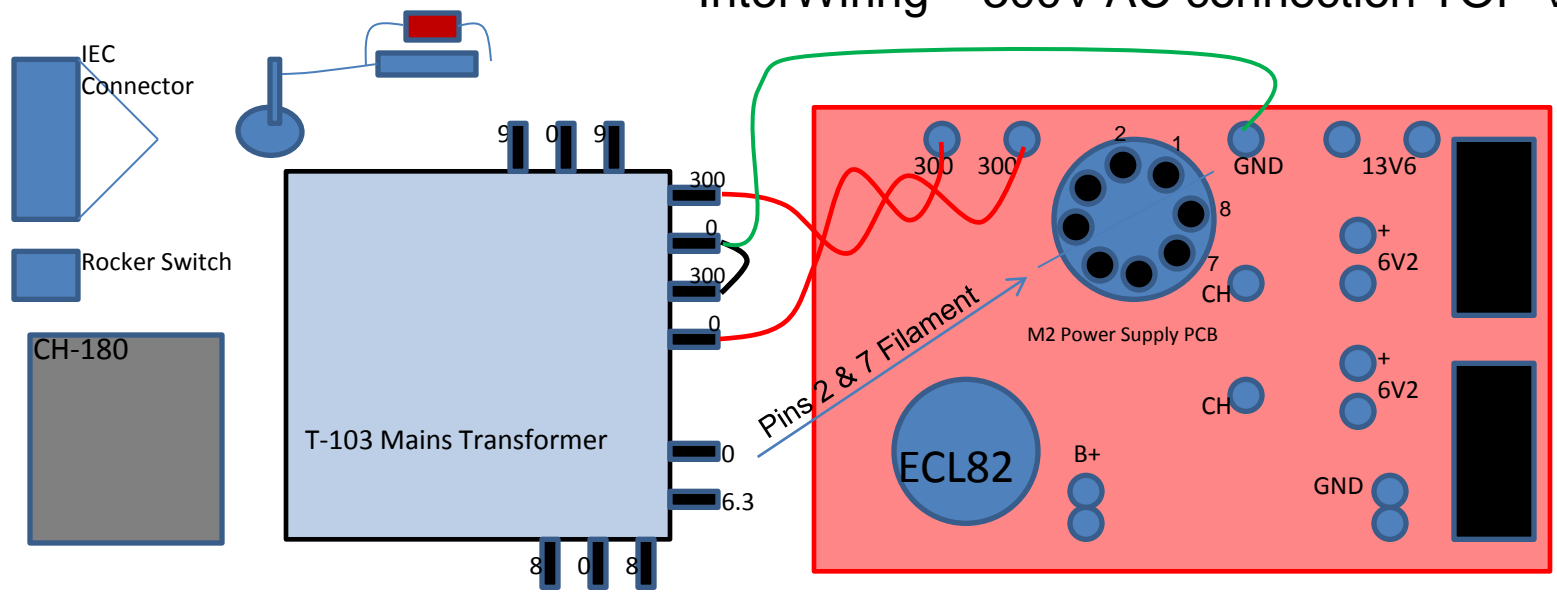 IEC
Connector
9 0 9
300
0
300
0
300 300
2
1
8
7
GND
13V6
+
6V2
CH
Rocker Switch
M2 Power Supply PCB
CH-180
Pins 2 & 7 Filament
+
6V2
CH
T-103 Mains Transformer
0
6.3
ECL82
B+
GND
8 0 8